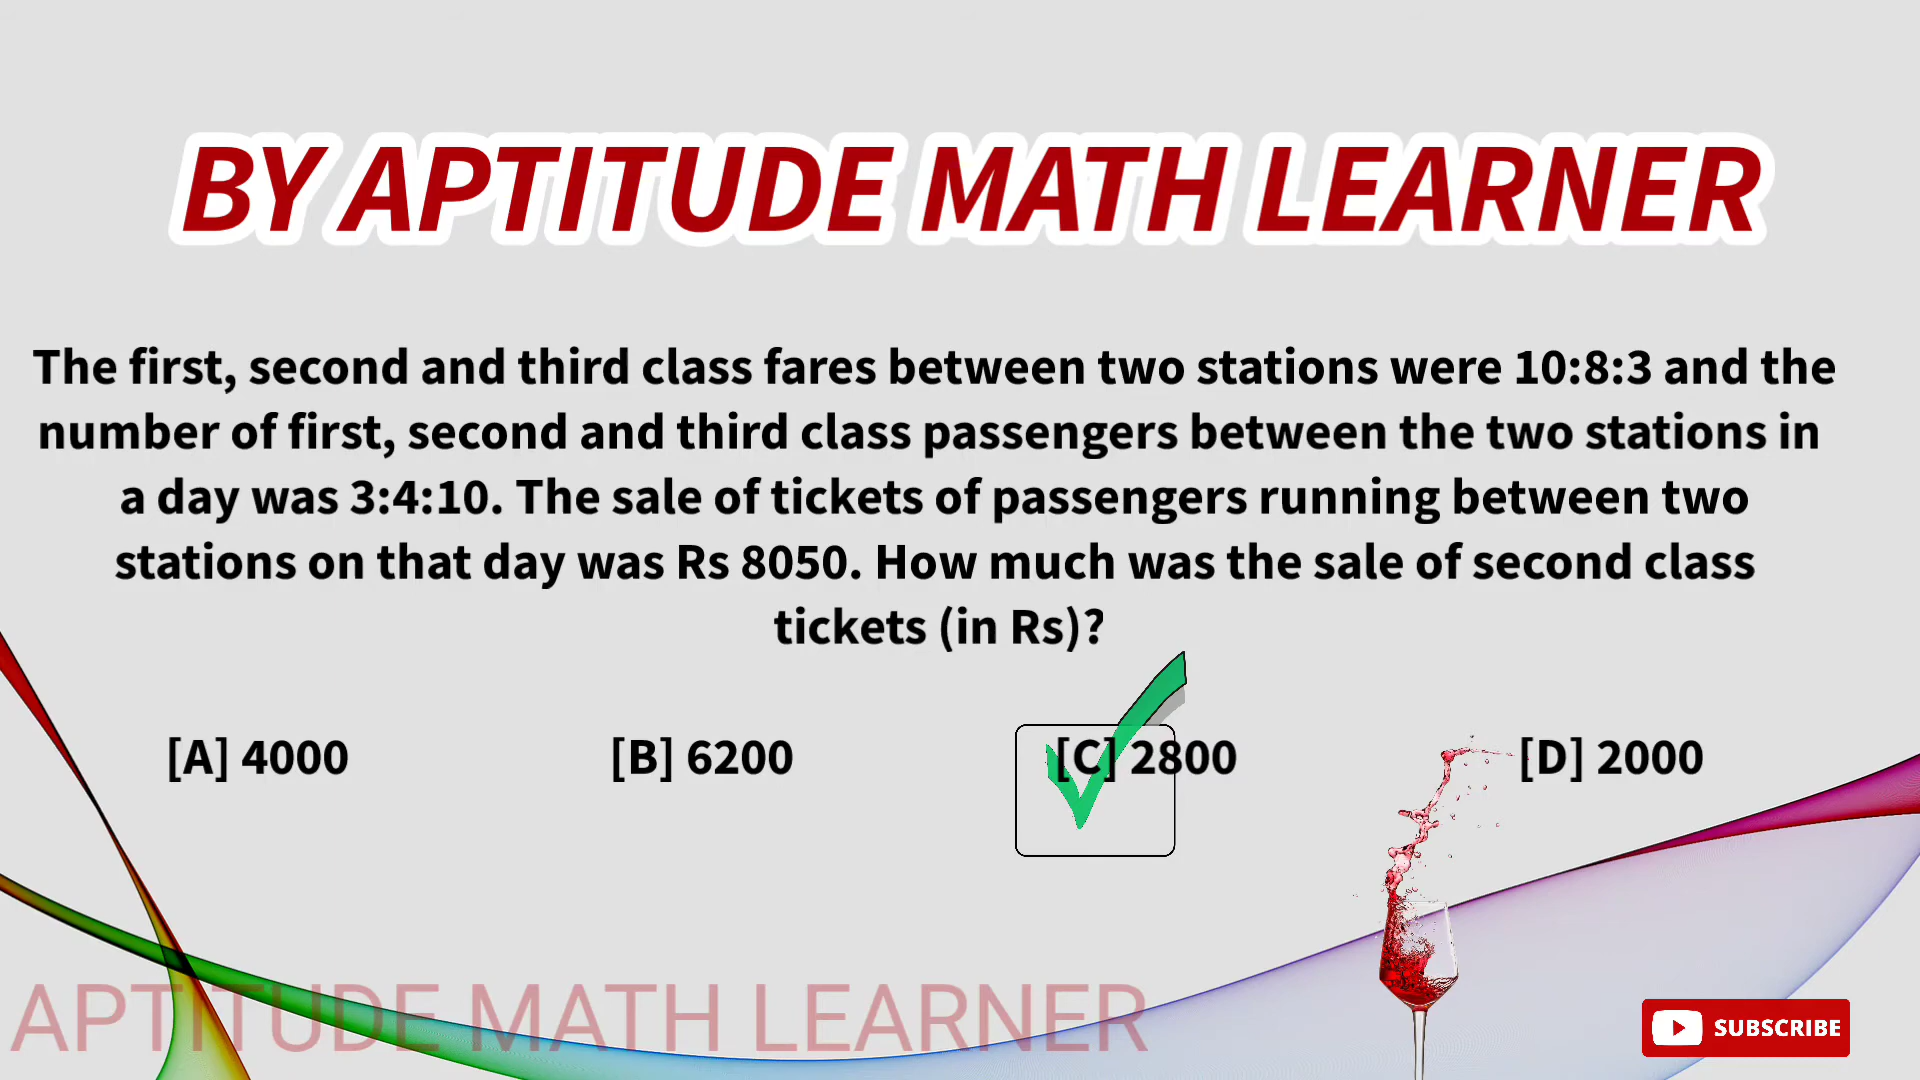 BY APTITUDE MATH LEARNER
The first, second and third class fares between two stations were 10:8:3 and the
number of first, second and third class passengers between the two stations in
a day was 3:4:10. The sale of tickets of passengers running between two
stations on that day was Rs 8050. How much was the sale of second class
tickets (in Rs)?
[A] 4000 [B] 6200 [C] 2800 [D] 2000
APTITUDE MATH LEARNER
SUBSCRIBE